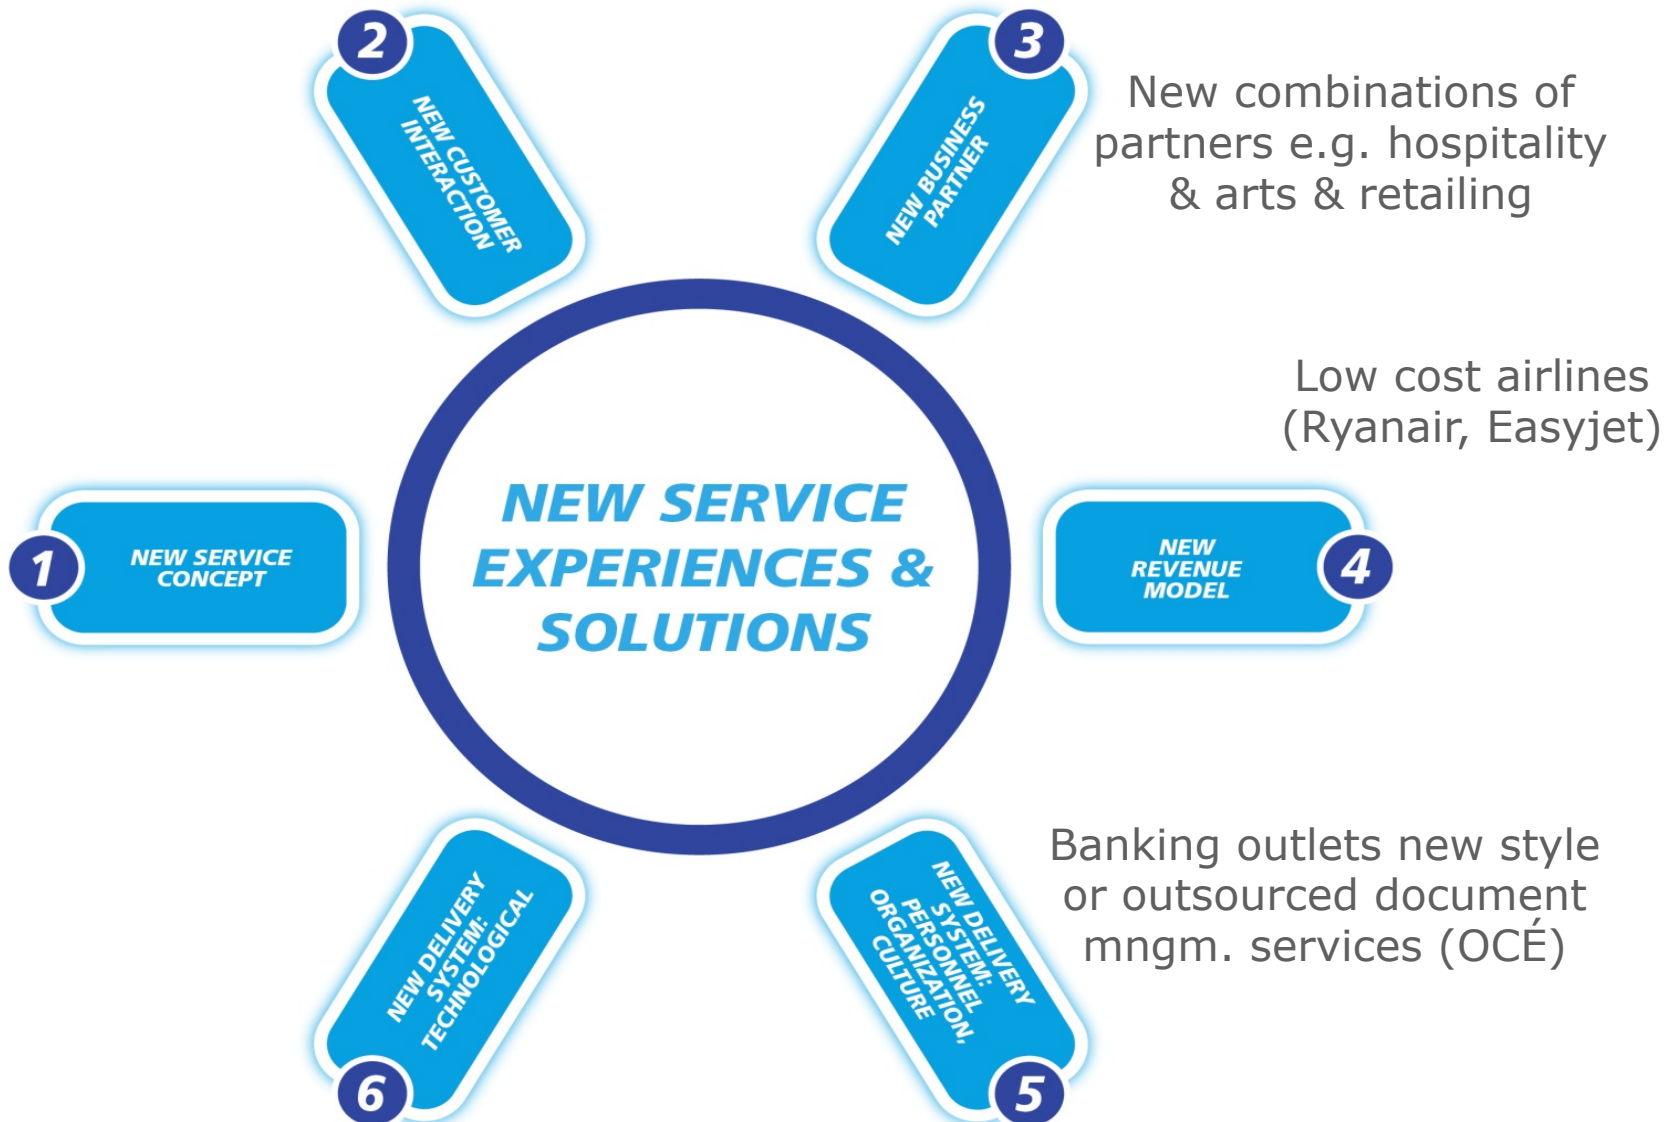 2
NEW CUSTOMER
INTERACTION
3
NEW BUSINESS
PARTNER
New combinations of
partners e.g. hospitality
& arts & retailing
Low cost airlines
(Ryanair, Easyjet)
1
NEW SERVICE
CONCEPT
NEW SERVICE
EXPERIENCES &
SOLUTIONS
NEW
REVENUE
MODEL
4
NEW DELIVERY
SYSTEM:
TECHNOLOGICAL
6
NEW DELIVERY
SYSTEM:
PERSONNEL
ORGANIZATION,
CULTURE
5
Banking outlets new style
or outsourced document
mngm. services (OCÉ)